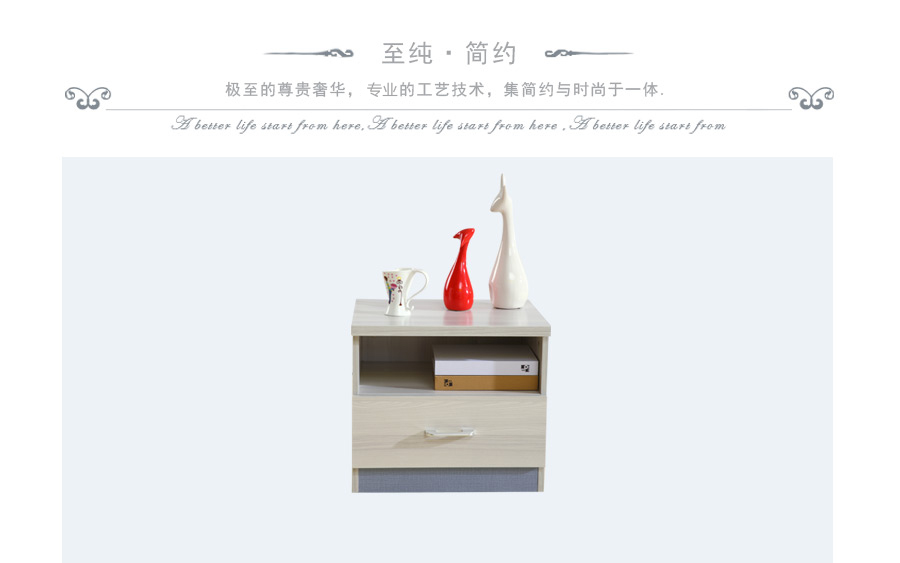 至纯·简约
极至的尊贵奢华，专业的工艺技术，集简约与时尚于一体.
A better life start from here,A better life start from here ,A better life start from